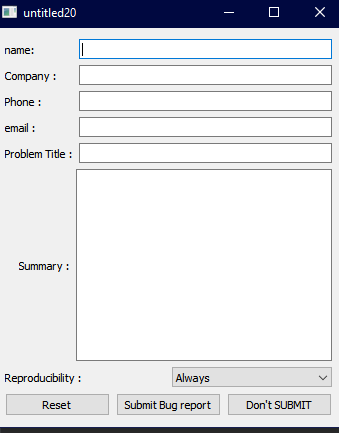 untitled20
name:
Company :
Phone :
email :
Problem Title :
Summary :
Reproducibility : Always
Reset Submit Bug report Don't SUBMIT